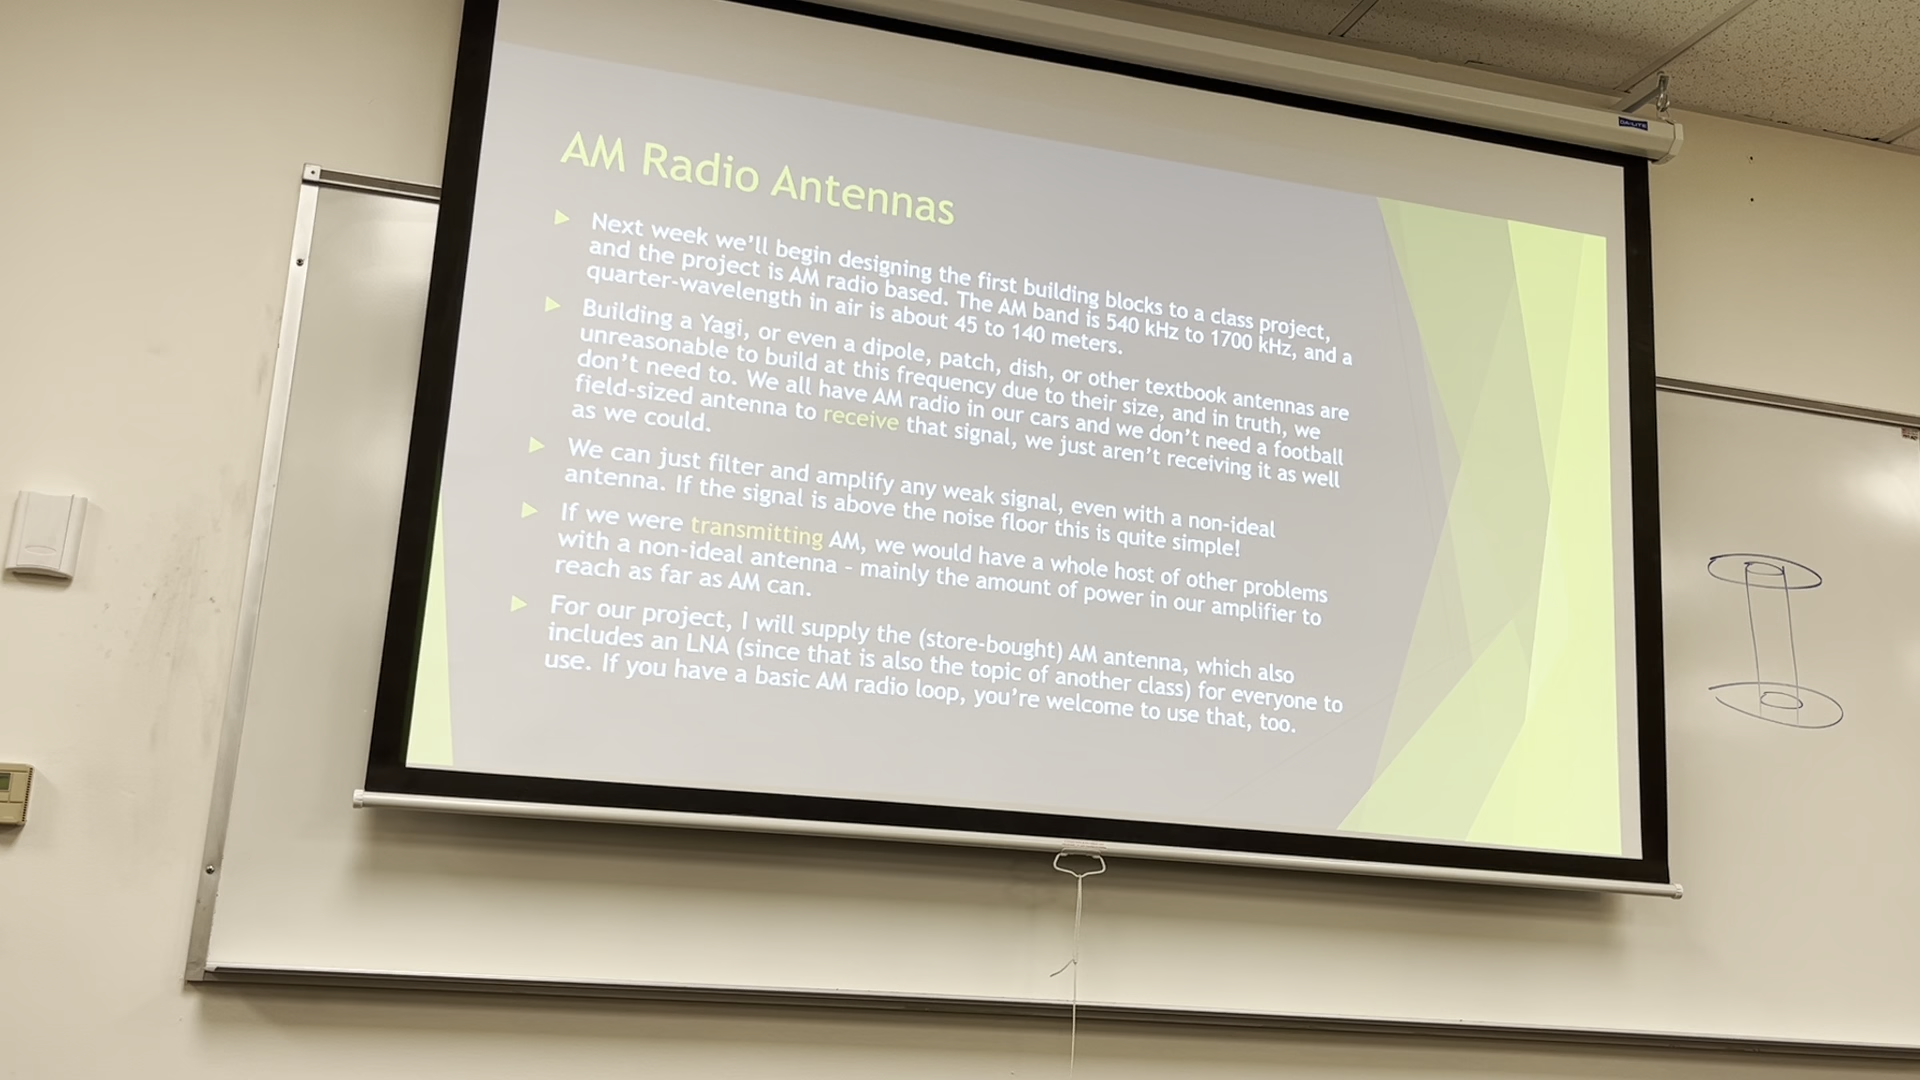 DA-LITE
AM Radio Antennas
Next week we'll begin designing the first building blocks to a class project,
and the project is AM radio based. The AM band is 540 kHz to 1700 kHz, and a
quarter-wavelength in air is about 45 to 140 meters.
Building a Yagi, or even a dipole, patch, dish, or other textbook antennas are
unreasonable to build at this frequency due to their size, and in truth, we
don't need to. We all have AM radio in our cars and we don't need a football
field-sized antenna to receive that signal, we just aren't receiving it as well
as we could.
We can just filter and amplify any weak signal, even with a non-ideal
antenna. If the signal is above the noise floor this is quite simple!
If we were transmitting AM, we would have a whole host of other problems
with a non-ideal antenna – mainly the amount of power in our amplifier to
reach as far as AM can.
For our project, I will supply the (store-bought) AM antenna, which also
includes an LNA (since that is also the topic of another class) for everyone to
use. If you have a basic AM radio loop, you're welcome to use that, too.